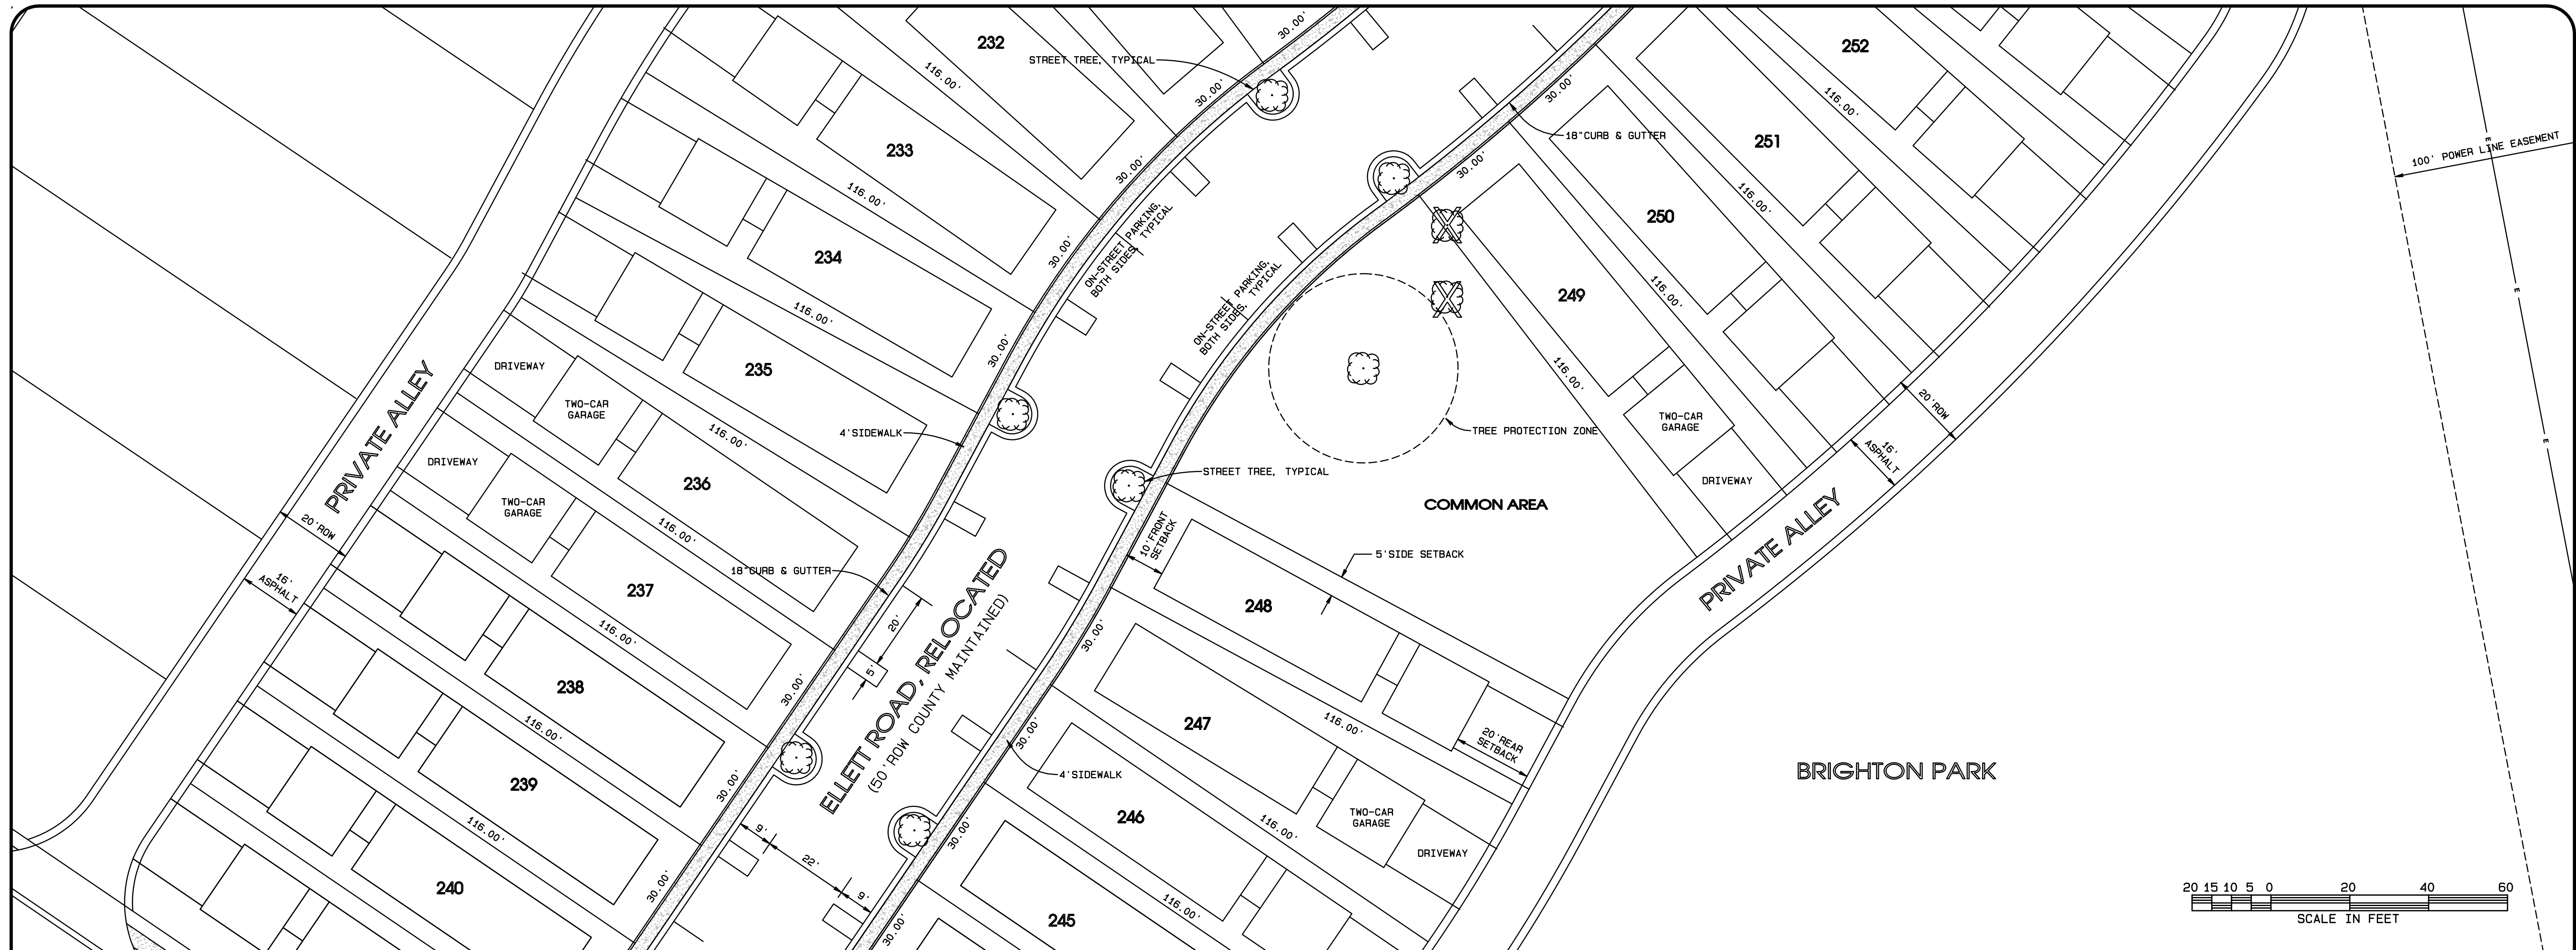 232
STREET TREE, TYPICAL
30.00'
116.00'
30.00'
252
116.00'
30.00'
18"CURB & GUTTER
251
100' POWER LINE EASEMENT
E
E
E
233
116.00'
30.00'
30.00'
116.00'
250
116.00'
234
116.00'
30.00'
ON-STREET PARKING,
BOTH SIDES, TYPICAL
ON-STREET PARKING,
BOTH SIDES, TYPICAL
249
116.00'
30.00'
235
116.00'
DRIVEWAY
TWO-CAR
GARAGE
PRIVATE ALLEY
4'SIDEWALK
TREE PROTECTION ZONE
TWO-CAR
GARAGE
20'ROW
16'
ASPHALT
DRIVEWAY
236
116.00'
DRIVEWAY
TWO-CAR
GARAGE
STREET TREE, TYPICAL
COMMON AREA
10'FRONT
SETBACK
5'SIDE SETBACK
PRIVATE ALLEY
20'ROW
16'
ASPHALT
18"CURB & GUTTER
237
116.00'
248
20'
5'
ELLETT ROAD, RELOCATED
(50'ROW COUNTY MAINTAINED)
30.00'
30.00'
238
116.00'
247
116.00'
20'REAR
SETBACK
30.00'
4'SIDEWALK
BRIGHTON PARK
239
116.00'
30.00'
246
116.00'
TWO-CAR
GARAGE
DRIVEWAY
9'
22'
9'
30.00'
240
30.00'
245
116.00'
30.00'
20 15 10 5 0 20 40 60
SCALE IN FEET